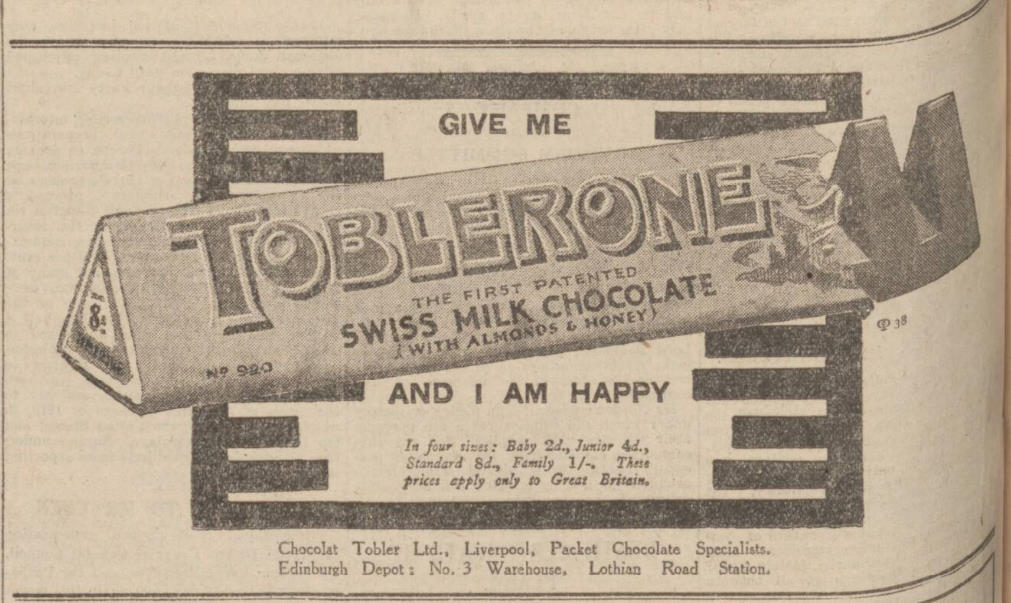 GIVE ME
TOBLERONE
THE FIRST PATENTED
SWISS MILK CHOCOLATE
(WITH ALMONDS & HONEY)
8d
Nº 920
P 38
AND I AM HAPPY
In four sizes: Baby 2d., Junior 4d.,
Standard 8d., Family 1/-. These
prices apply only to Great Britain.
Chocolat Tobler Ltd., Liverpool, Packet Chocolate Specialists.
Edinburgh Depot: No. 3 Warehouse, Lothian Road Station.